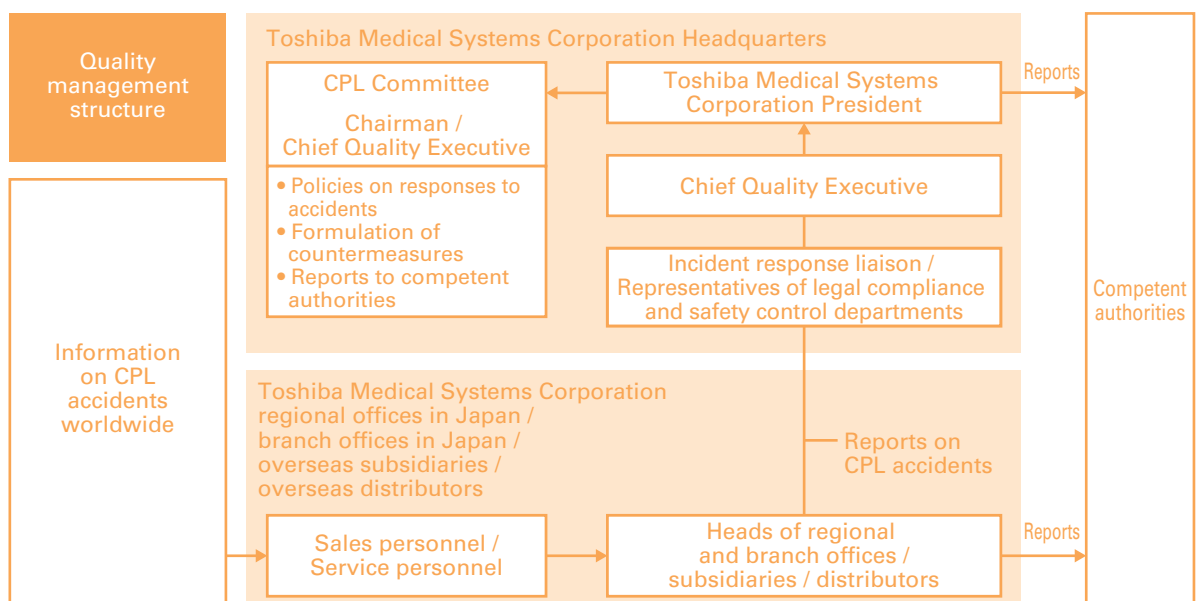 Quality
management
structure
Toshiba Medical Systems Corporation Headquarters
CPL Committee
Chairman /
Chief Quality Executive
• Policies on responses to
accidents
• Formulation of
countermeasures
• Reports to competent
authorities
Toshiba Medical Systems
Corporation President
Reports
Chief Quality Executive
Incident response liaison /
Representatives of legal compliance
and safety control departments
Competent
authorities
Information
on CPL
accidents
worldwide
Toshiba Medical Systems Corporation
regional offices in Japan /
branch offices in Japan /
overseas subsidiaries /
overseas distributors
Reports on
CPL accidents
Sales personnel /
Service personnel
Heads of regional
and branch offices /
subsidiaries / distributors
Reports